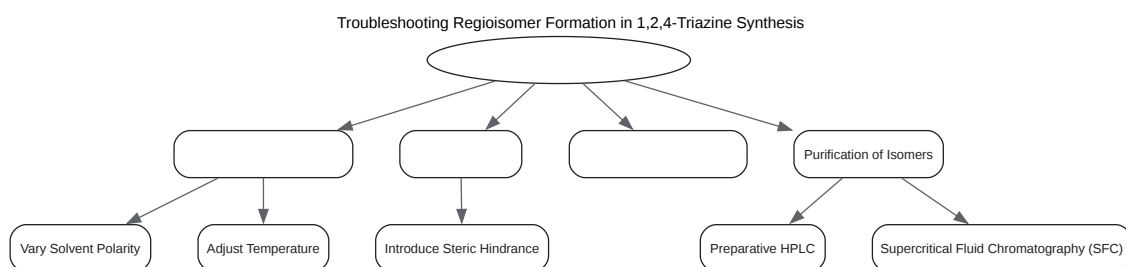 Troubleshooting Regioisomer Formation in 1,2,4-Triazine Synthesis
Purification of Isomers
Vary Solvent Polarity
Adjust Temperature
Introduce Steric Hindrance
Preparative HPLC
Supercritical Fluid Chromatography (SFC)